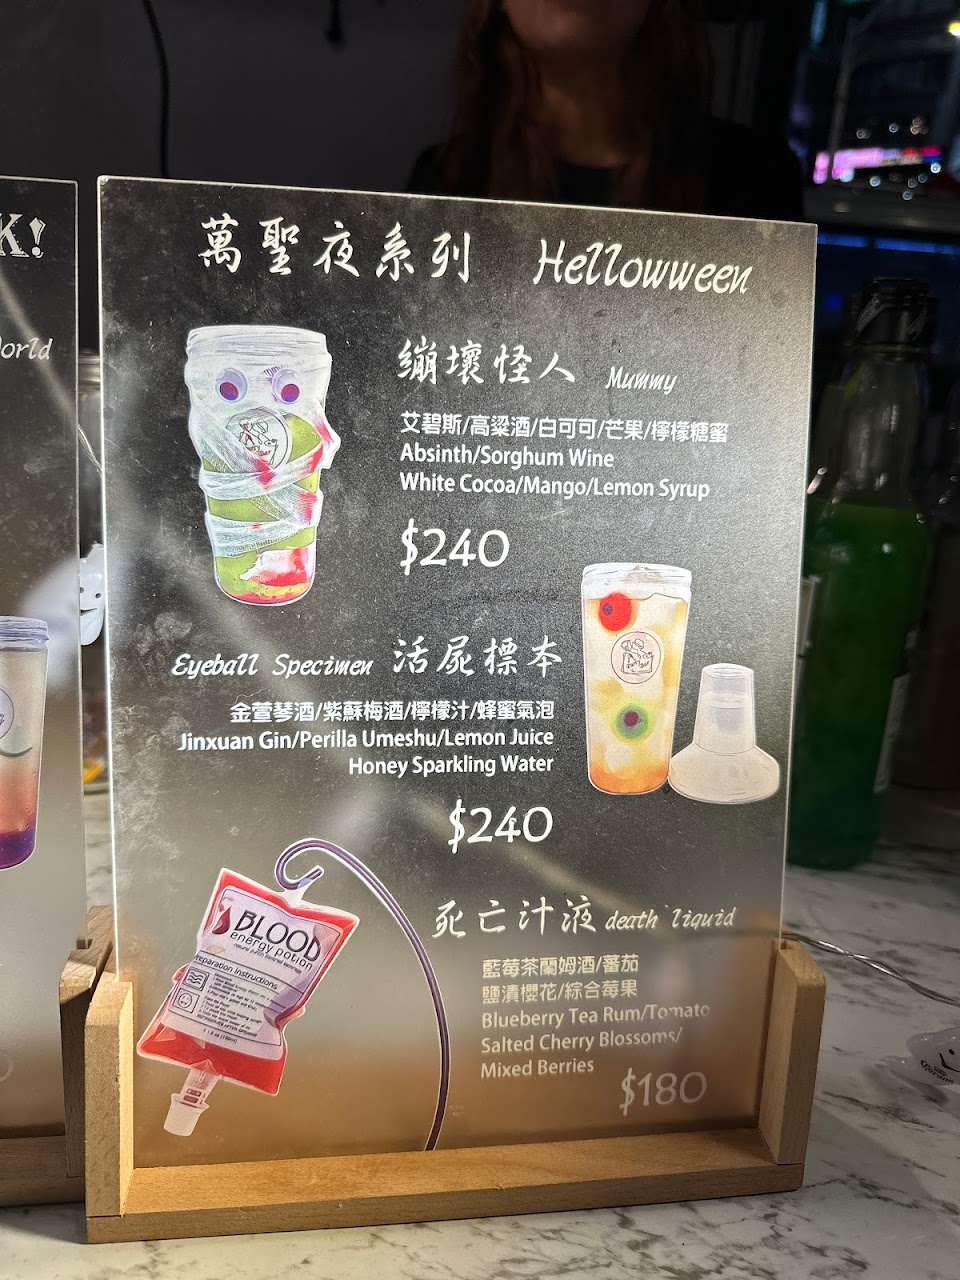 K!
orld
萬聖夜系列 Hellowween
繃壞怪人 Mummy
艾碧斯/高粱酒/白可可/芒果/檸檬糖蜜
Absinth/Sorghum Wine
White Cocoa/Mango/Lemon Syrup
$240
Eyeball Specimen 活屍標本
金萱琴酒/紫蘇梅酒/檸檬汁/蜂蜜氣泡
Jinxuan Gin/Perilla Umeshu/Lemon Juice
Honey Sparkling Water
$240
BLOOD
energy potion
Preparation Instructions
死亡汁液 death liquid
藍莓茶蘭姆酒/蕃茄
鹽漬櫻花/綜合莓果
Blueberry Tea Rum/Tomato
Salted Cherry Blossoms/
Mixed Berries
$180